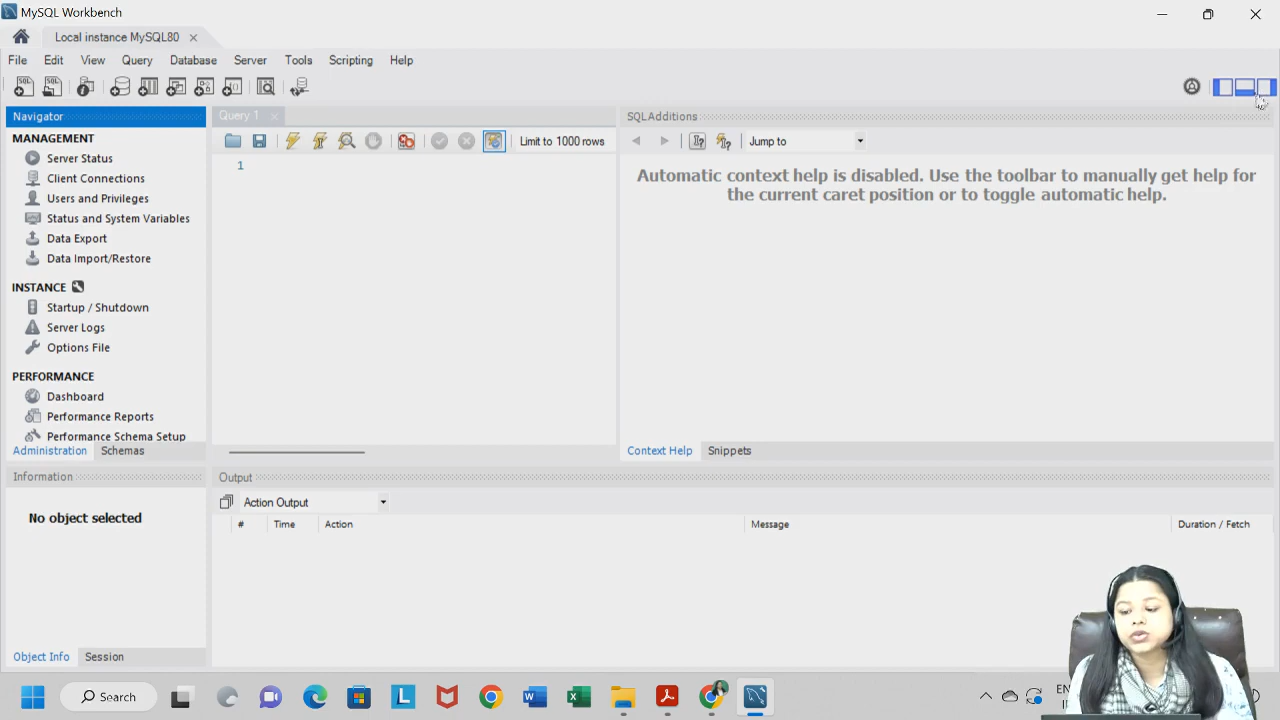 MySQL Workbench
Local instance MySQL80
File Edit View Query Database Server Tools Scripting Help
Navigator
MANAGEMENT
Server Status
Client Connections
Users and Privileges
Status and System Variables
Data Export
Data Import/Restore
INSTANCE
Startup / Shutdown
Server Logs
Options File
PERFORMANCE
Dashboard
Performance Reports
Performance Schema Setup
Administration Schemas
Information
No object selected
Object Info Session
Query 1
Limit to 1000 rows
1
SQLAdditions
Jump to
Automatic context help is disabled. Use the toolbar to manually get help for
the current caret position or to toggle automatic help.
Context Help Snippets
Output
Action Output
# Time Action Message Duration / Fetch
Search